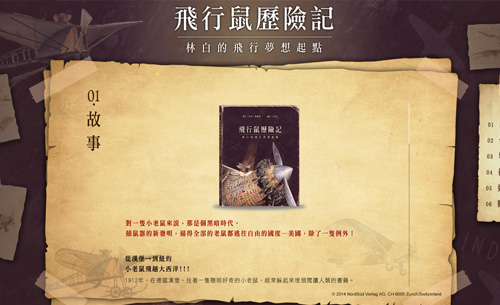 飛行鼠歷險記
林白的飛行夢想起點
01.故事
飛行鼠歷險記
對一隻小老鼠來說，那是個黑暗時代。
捕鼠器的新發明，逼得全部的老鼠都逃往自由的國度—美國，除了一隻例外！
從漢堡→到紐約
小老鼠飛越大西洋!!!
1912年，在德國漢堡，住著一隻聰明好奇的小老鼠，經常躲起來埋頭閱讀人類的書籍。
© 2014 NordSüd Verlag AG, CH-8005 Zurich/Switzerland
01
02
03
04
05
06